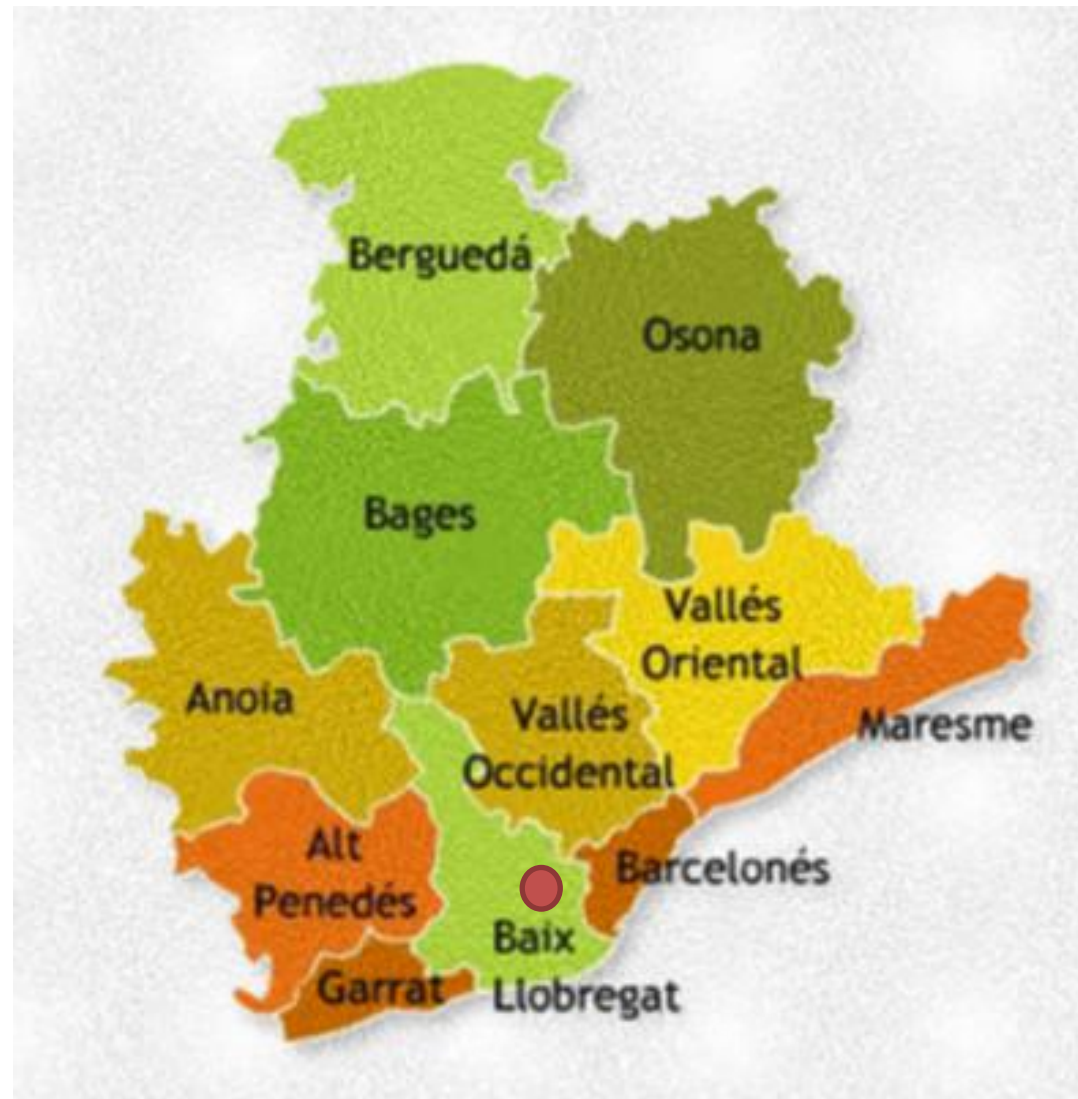 Berguedá
Osona
Bages
Vallés
Oriental
Anoia
Vallés
Occidental
Maresme
Alt
Penedés
Barcelonés
Baix
Llobregat
Garrat